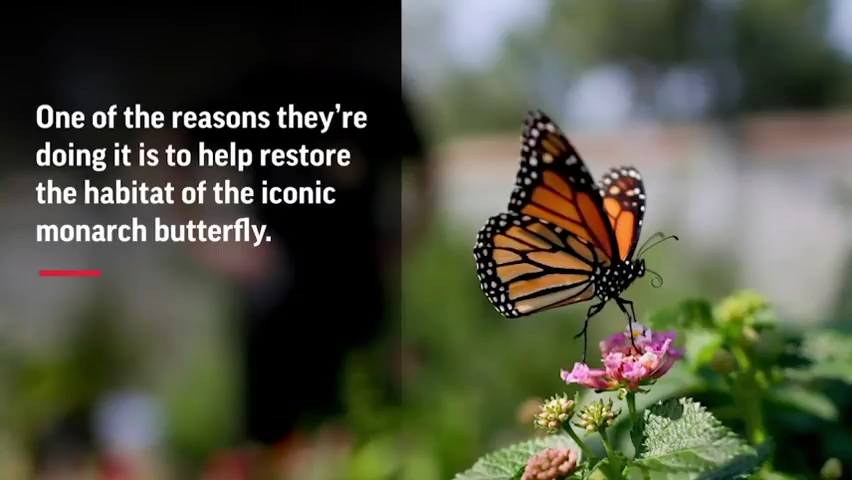 One of the reasons they're
doing it is to help restore
the habitat of the iconic
monarch butterfly.